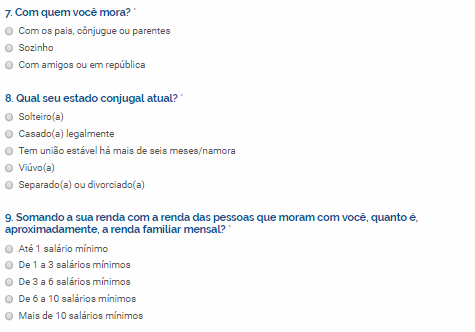 7. Com quem você mora? *
Com os pais, cônjugue ou parentes
Sozinho
Com amigos ou em república
8. Qual seu estado conjugal atual? *
Solteiro(a)
Casado(a) legalmente
Tem união estável há mais de seis meses/namora
Viúvo(a)
Separado(a) ou divorciado(a)
9. Somando a sua renda com a renda das pessoas que moram com você, quanto é,
aproximadamente, a renda familiar mensal? *
Até 1 salário mínimo
De 1 a 3 salários mínimos
De 3 a 6 salários mínimos
De 6 a 10 salários mínimos
Mais de 10 salários mínimos